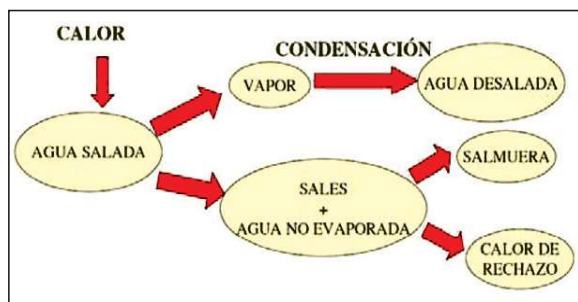 CALOR
CONDENSACIÓN
VAPOR
AGUA DESALADA
AGUA SALADA
SALMUERA
SALES
+
AGUA NO EVAPORADA
CALOR DE
RECHAZO